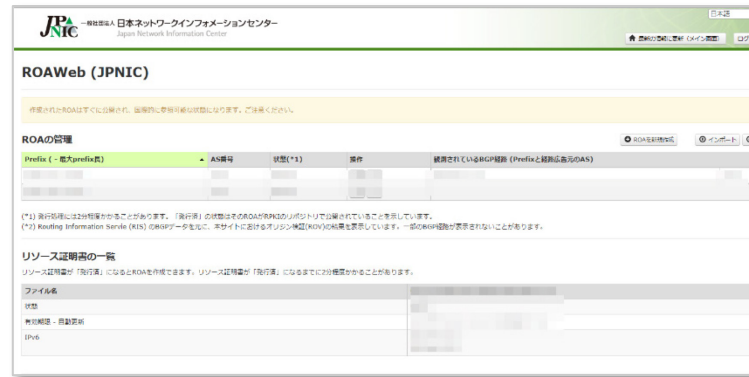 日本語
JPNIC 一般社団法人 日本ネットワークインフォメーションセンター
Japan Network Information Center
最新の情報に更新 (メイン画面) ログ
ROAWeb (JPNIC)
作成されたROAはすぐに公開され、国際的に参照可能な状態になります。ご注意ください。
ROAの管理
ROAを新規作成 インポート
Prefix ( - 最大prefix長) AS番号 状態(*1) 操作 観測されているBGP経路 (Prefixと経路広告元のAS)
(*1) 発行処理には2分程度かかることがあります。「発行済」の状態はそのROAがRPKIのリポジトリで公開されていることを示しています。
(*2) Routing Information Servie (RIS) のBGPデータを元に、本サイトにおけるオリジン検証(ROV)の結果を表示しています。一部のBGP経路が表示されないことがあります。
リソース証明書の一覧
リソース証明書が「発行済」になるとROAを作成できます。リソース証明書が「発行済」になるまでに2分程度かかることがあります。
ファイル名
状態
有効期限 - 自動更新
IPv6